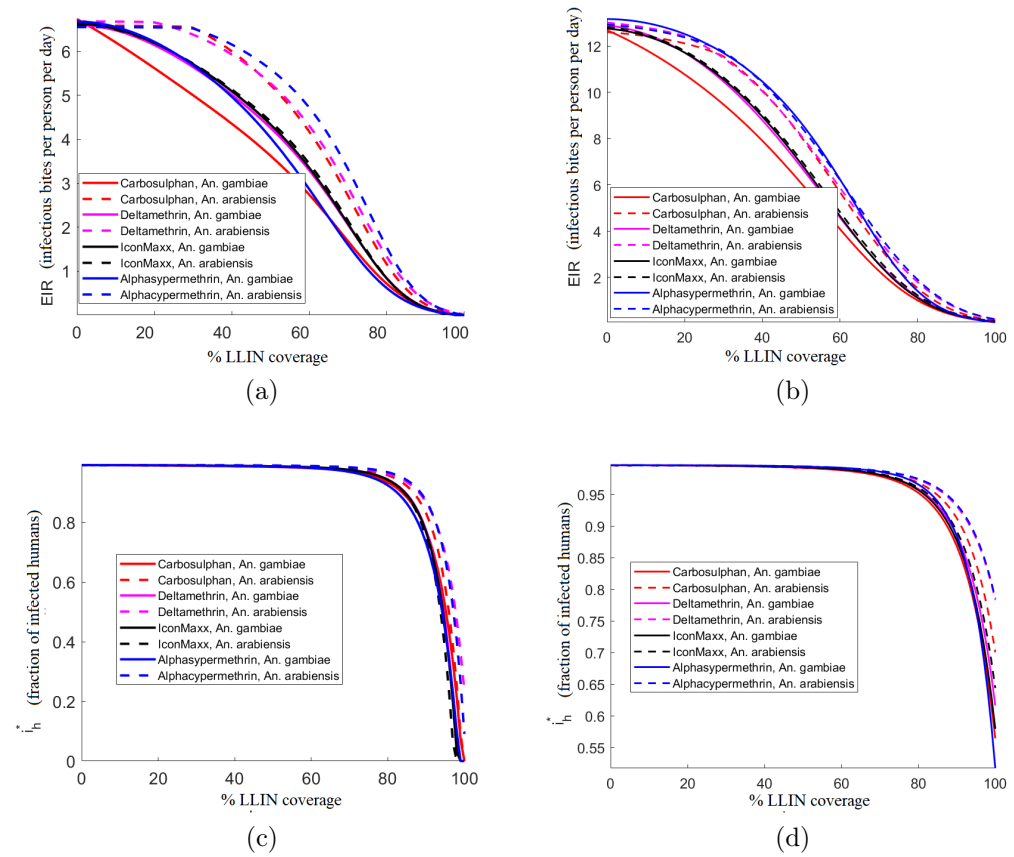 EIR (infectious bites per person per day)
6
5
4
3
2
1
Carbosulphan, An. gambiae
Carbosulphan, An. arabiensis
Deltamethrin, An. gambiae
Deltamethrin, An. arabiensis
IconMaxx, An. gambiae
IconMaxx, An. arabiensis
Alphasypermethrin, An. gambiae
Alphacypermethrin, An. arabiensis
0 20 40 60 80 100
% LLIN coverage
(a)
EIR (infectious bites per person per day)
12
10
8
6
4
2
Carbosulphan, An. gambiae
Carbosulphan, An. arabiensis
Deltamethrin, An. gambiae
Deltamethrin, An. arabiensis
IconMaxx, An. gambiae
IconMaxx, An. arabiensis
Alphasypermethrin, An. gambiae
Alphacypermethrin, An. arabiensis
0 20 40 60 80 100
% LLIN coverage
(b)
i*h (fraction of infected humans)
0.8
0.6
0.4
0.2
0
Carbosulphan, An. gambiae
Carbosulphan, An. arabiensis
Deltamethrin, An. gambiae
Deltamethrin, An. arabiensis
IconMaxx, An. gambiae
IconMaxx, An. arabiensis
Alphasypermethrin, An. gambiae
Alphacypermethrin, An. arabiensis
0 20 40 60 80 100
% LLIN coverage
(c)
i*h (fraction of infected humans)
0.95
0.9
0.85
0.8
0.75
0.7
0.65
0.6
0.55
Carbosulphan, An. gambiae
Carbosulphan, An. arabiensis
Deltamethrin, An. gambiae
Deltamethrin, An. arabiensis
IconMaxx, An. gambiae
IconMaxx, An. arabiensis
Alphasypermethrin, An. gambiae
Alphacypermethrin, An. arabiensis
0 20 40 60 80 100
% LLIN coverage
(d)